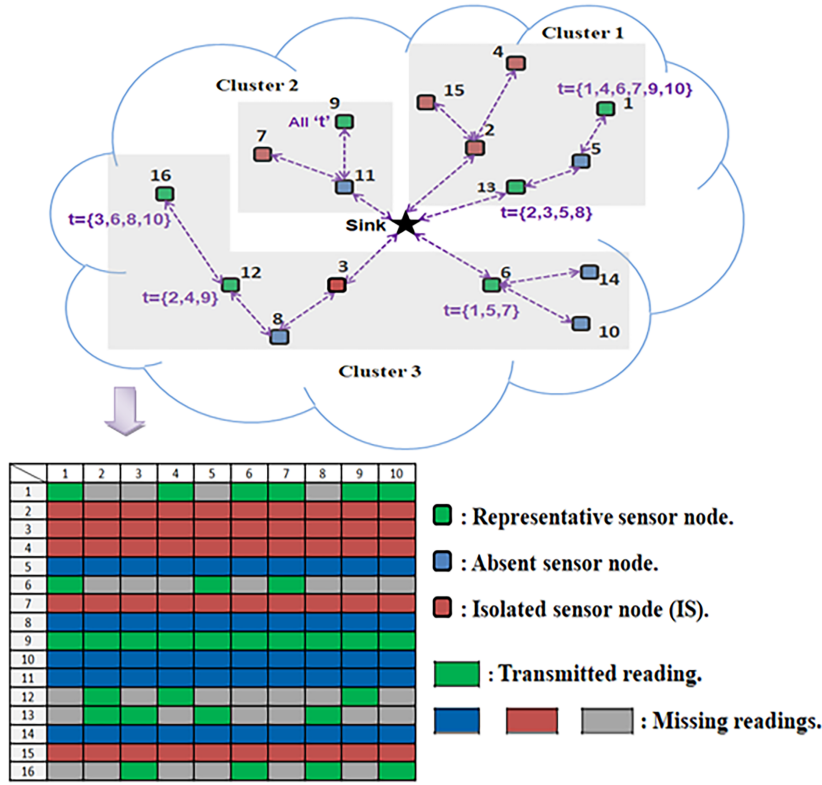 Cluster 1
4
Cluster 2
t={1,4,6,7,9,10}
15
9
1
All 't'
7
2
5
16
11
13
t={2,3,5,8}
t={3,6,8,10}
Sink
12
3
6
14
t={2,4,9}
t={1,5,7}
8
10
Cluster 3
1 2 3 4 5 6 7 8 9 10
1
2
3
4
5
6
7
8
9
10
11
12
13
14
15
16
: Representative sensor node.
: Absent sensor node.
: Isolated sensor node (IS).
: Transmitted reading.
: Missing readings.